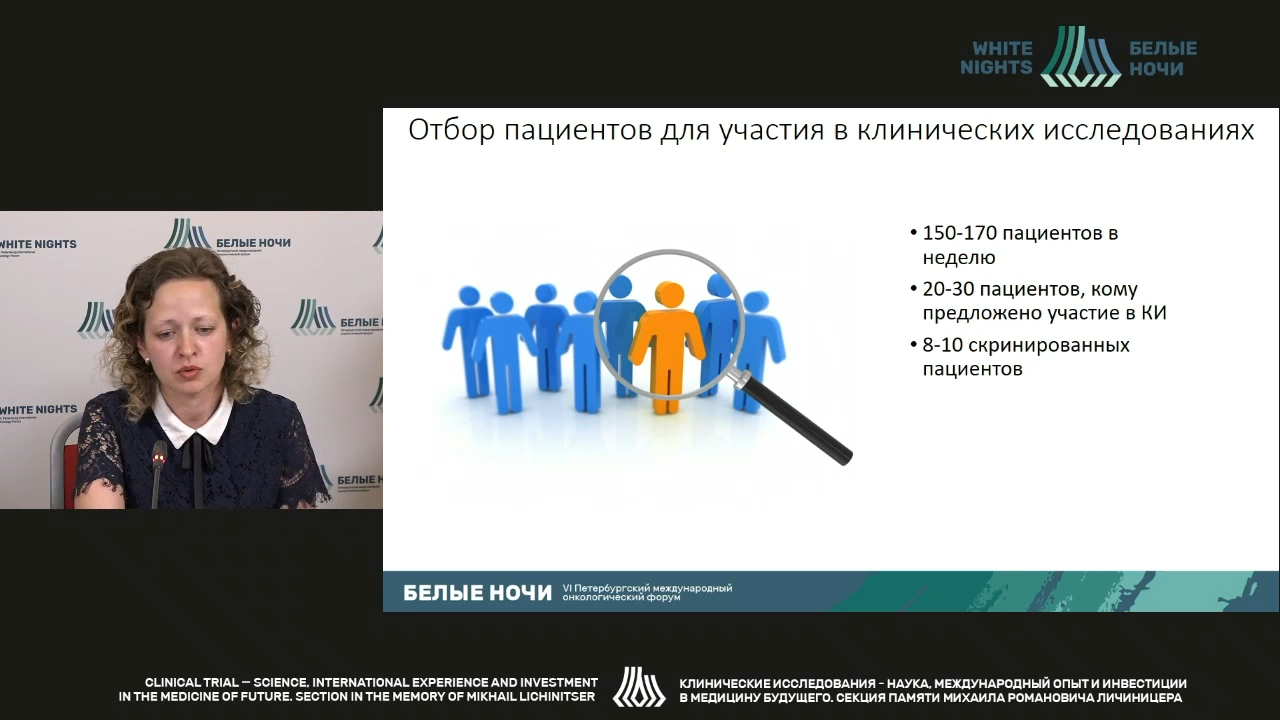 WHITE
NIGHTS
БЕЛЫЕ
НОЧИ
Отбор пациентов для участия в клинических исследованиях
WHITE NIGHTS
БЕЛЫЕ НОЧИ
БЕЛЫЕ
WHITE NIGHTS
БЕЛЫЕ
• 150-170 пациентов в
неделю
• 20-30 пациентов, кому
предложено участие в КИ
• 8-10 скринированных
пациентов
БЕЛЫЕ НОЧИ
VI Петербургский международный
онкологический форум
CLINICAL TRIAL – SCIENCE, INTERNATIONAL EXPERIENCE AND INVESTMENT
IN THE MEDICINE OF FUTURE. SECTION IN THE MEMORY OF MIKHAIL LICHINITSER
КЛИНИЧЕСКИЕ ИССЛЕДОВАНИЯ - НАУКА, МЕЖДУНАРОДНЫЙ ОПЫТ И ИНВЕСТИЦИИ
В МЕДИЦИНУ БУДУЩЕГО. СЕКЦИЯ ПАМЯТИ МИХАИЛА РОМАНОВИЧА ЛИЧИНИЦЕРА